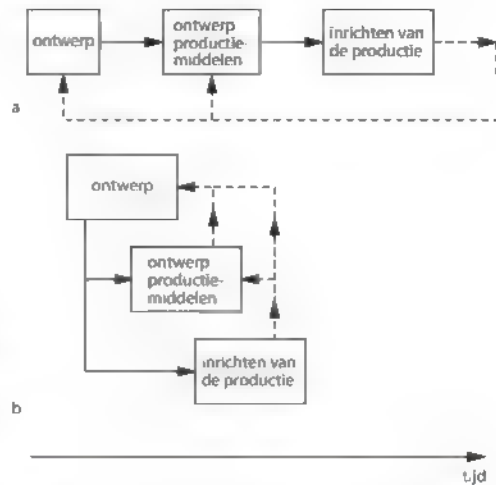 ontwerp
ontwerp
productie-
middelen
inrichten van
de productie
a
ontwerp
ontwerp
productie-
middelen
inrichten van
de productie
b
tijd